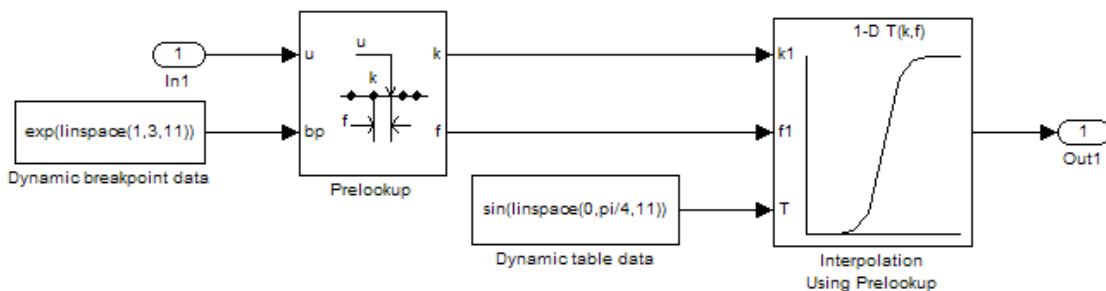 1
In1
exp(linspace(1,3,11))
Dynamic breakpoint data
u
bp
u
k
f
k
f
Prelookup
sin(linspace(0,pi/4,11))
Dynamic table data
1-D T(k,f)
k1
f1
T
Interpolation
Using Prelookup
1
Out1